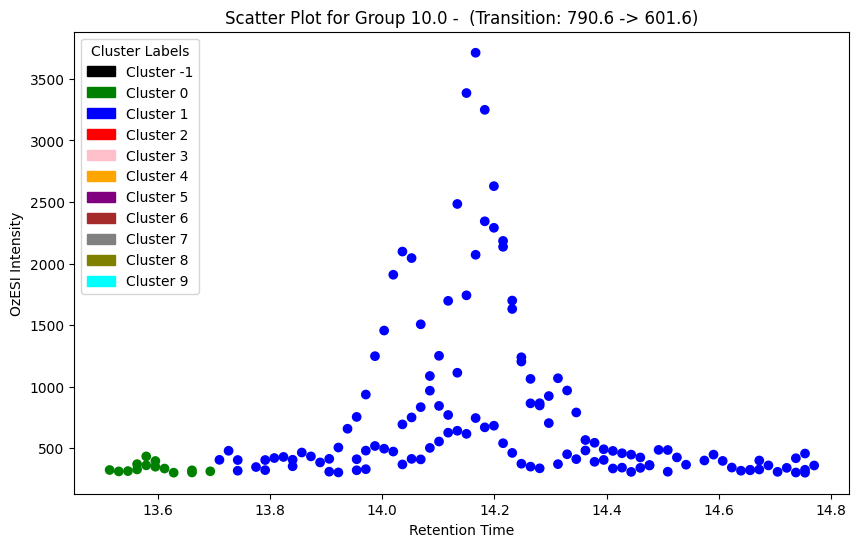 Scatter Plot for Group 10.0 -  (Transition: 790.6 -> 601.6)
Cluster Labels
Cluster -1
Cluster 0
Cluster 1
Cluster 2
Cluster 3
Cluster 4
Cluster 5
Cluster 6
Cluster 7
Cluster 8
Cluster 9
OzESI Intensity
3500
3000
2500
2000
1500
1000
500
13.6 13.8 14.0 14.2 14.4 14.6 14.8
Retention Time